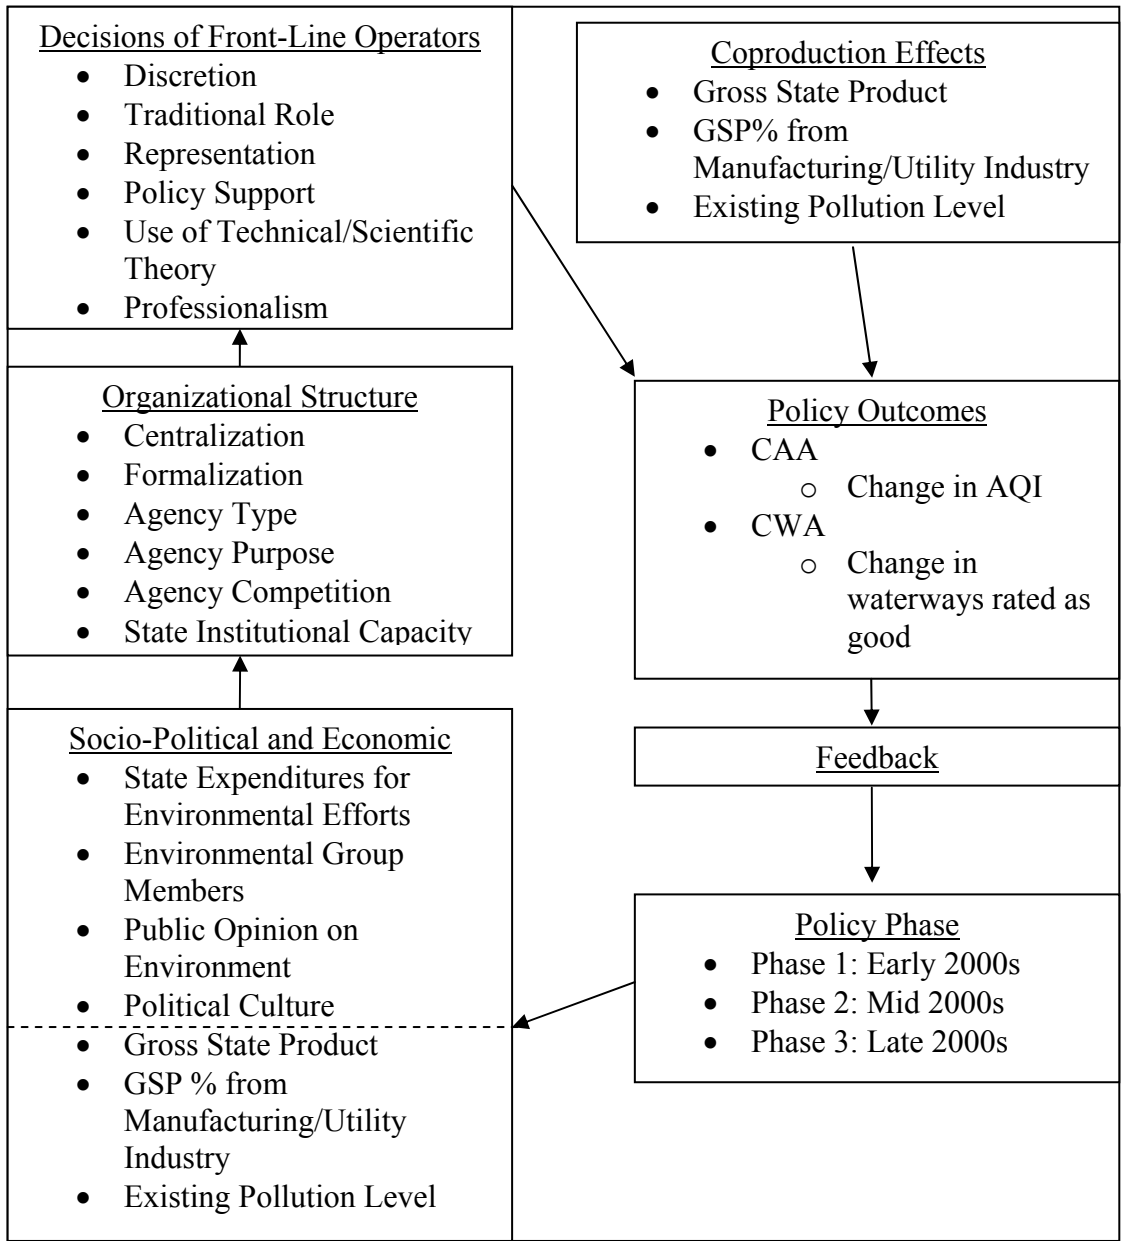 Decisions of Front-Line Operators
• Discretion
• Traditional Role
• Representation
• Policy Support
• Use of Technical/Scientific
Theory
• Professionalism
Coproduction Effects
• Gross State Product
• GSP% from
Manufacturing/Utility Industry
• Existing Pollution Level
Organizational Structure
• Centralization
• Formalization
• Agency Type
• Agency Purpose
• Agency Competition
• State Institutional Capacity
Policy Outcomes
• CAA
o Change in AQI
• CWA
o Change in
waterways rated as
good
Feedback
Socio-Political and Economic
• State Expenditures for
Environmental Efforts
• Environmental Group
Members
• Public Opinion on
Environment
• Political Culture
• Gross State Product
• GSP % from
Manufacturing/Utility
Industry
• Existing Pollution Level
Policy Phase
• Phase 1: Early 2000s
• Phase 2: Mid 2000s
• Phase 3: Late 2000s